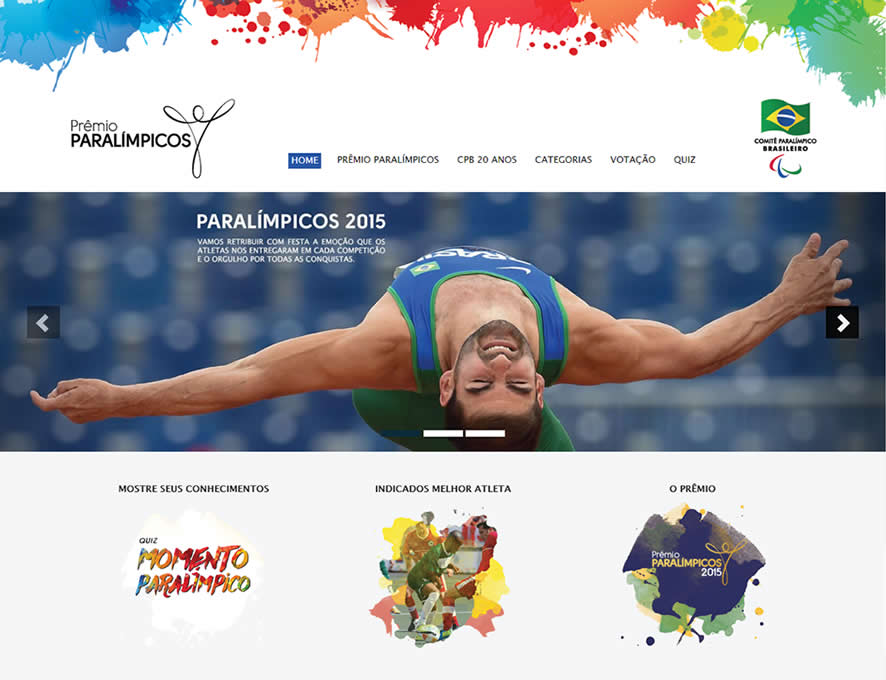 Prêmio
PARALÍMPICOS
COMITÊ PARALÍMPICO
BRASILEIRO
HOME PRÊMIO PARALÍMPICOS CPB 20 ANOS CATEGORIAS VOTAÇÃO QUIZ
PARALÍMPICOS 2015
VAMOS RETRIBUIR COM FESTA A EMOÇÃO QUE OS
ATLETAS NOS ENTREGARAM EM CADA COMPETIÇÃO
E O ORGULHO POR TODAS AS CONQUISTAS.
MOSTRE SEUS CONHECIMENTOS
QUIZ
MOMENTO
PARALÍMPICO
INDICADOS MELHOR ATLETA
O PRÊMIO
Prêmio
PARALÍMPICOS
2015